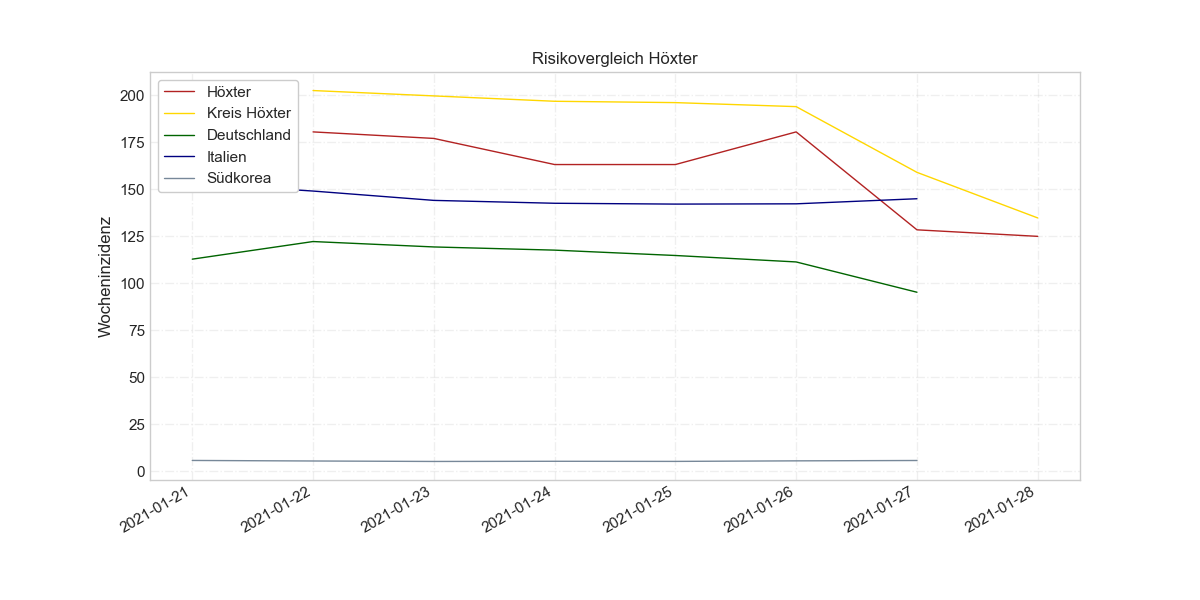 Risikovergleich Höxter
Höxter
Kreis Höxter
Deutschland
Italien
Südkorea
Wocheninzidenz
200
175
150
125
100
75
50
25
0
2021-01-21
2021-01-22
2021-01-23
2021-01-24
2021-01-25
2021-01-26
2021-01-27
2021-01-28